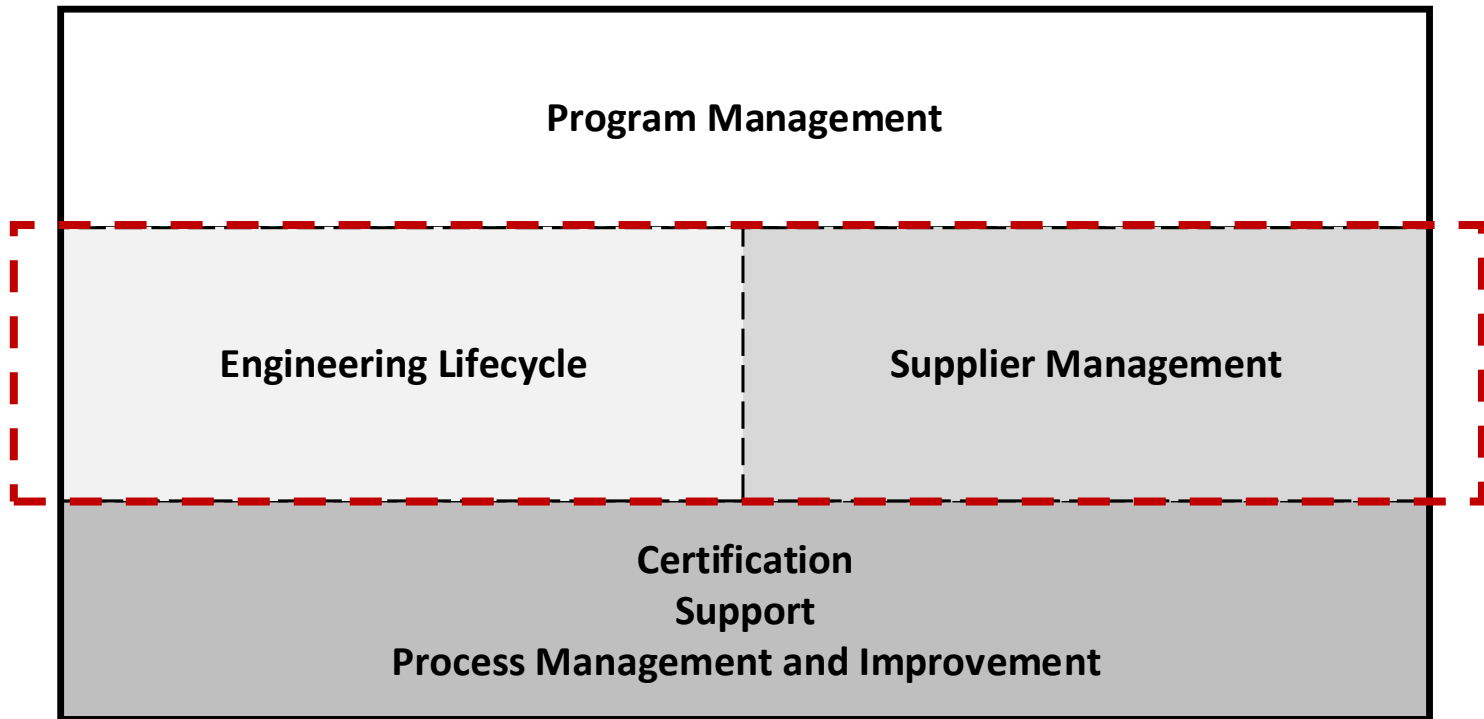 Program Management
Engineering Lifecycle
Supplier Management
Certification
Support
Process Management and Improvement